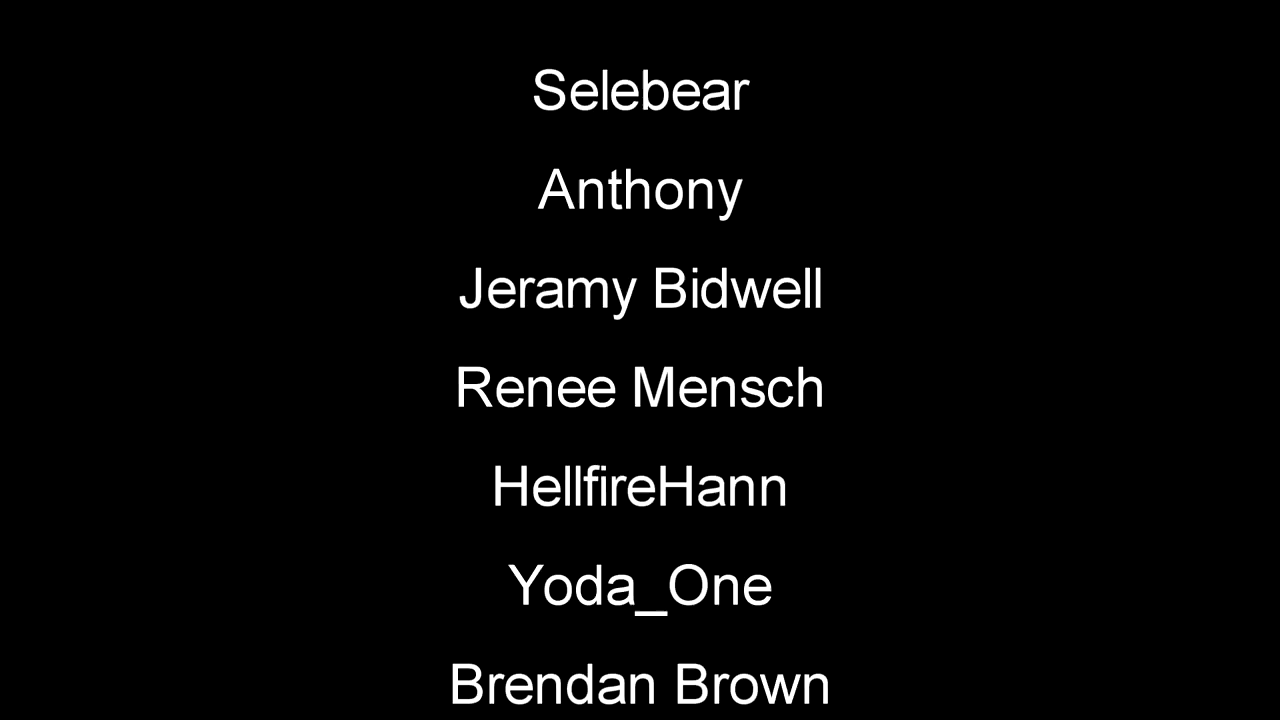 Selebear
Anthony
Jeramy Bidwell
Renee Mensch
HellfireHann
Yoda_One
Brendan Brown